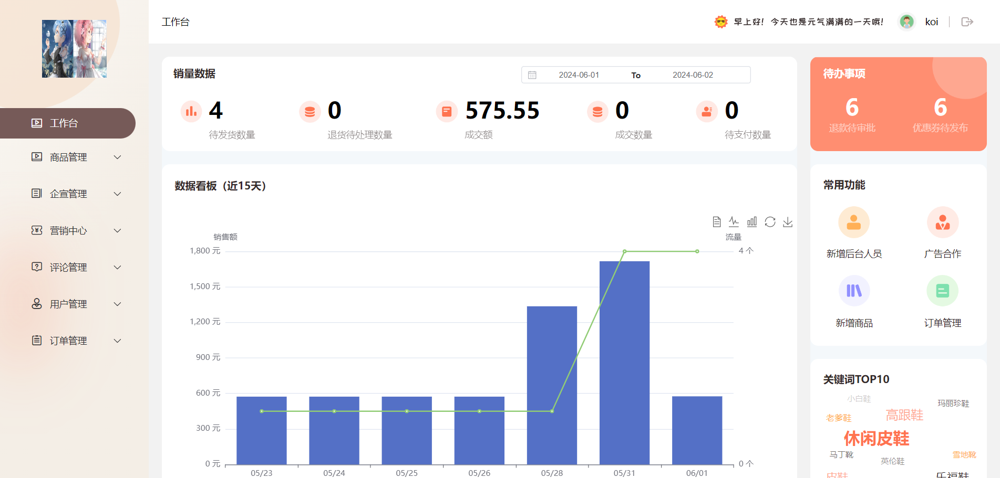 工作台
早上好！今天也是元气满满的一天哦!
koi
工作台
商品管理
企宣管理
营销中心
评论管理
用户管理
订单管理
销量数据
2024-06-01 To 2024-06-02
4
待发货数量
0
退货待处理数量
575.55
成交额
0
成交数量
0
待支付数量
待办事项
6
退款待审批
6
优惠券待发布
数据看板（近15天）
销售额
流量
1,800 元
1,500 元
1,200 元
900 元
600 元
300 元
0 元
4 个
0 个
05/23 05/24 05/25 05/26 05/28 05/31 06/01
常用功能
新增后台人员
广告合作
新增商品
订单管理
关键词TOP10
小白鞋
玛丽珍鞋
老爹鞋
高跟鞋
休闲皮鞋
马丁靴
雪地靴
英伦鞋
皮鞋
乐福鞋